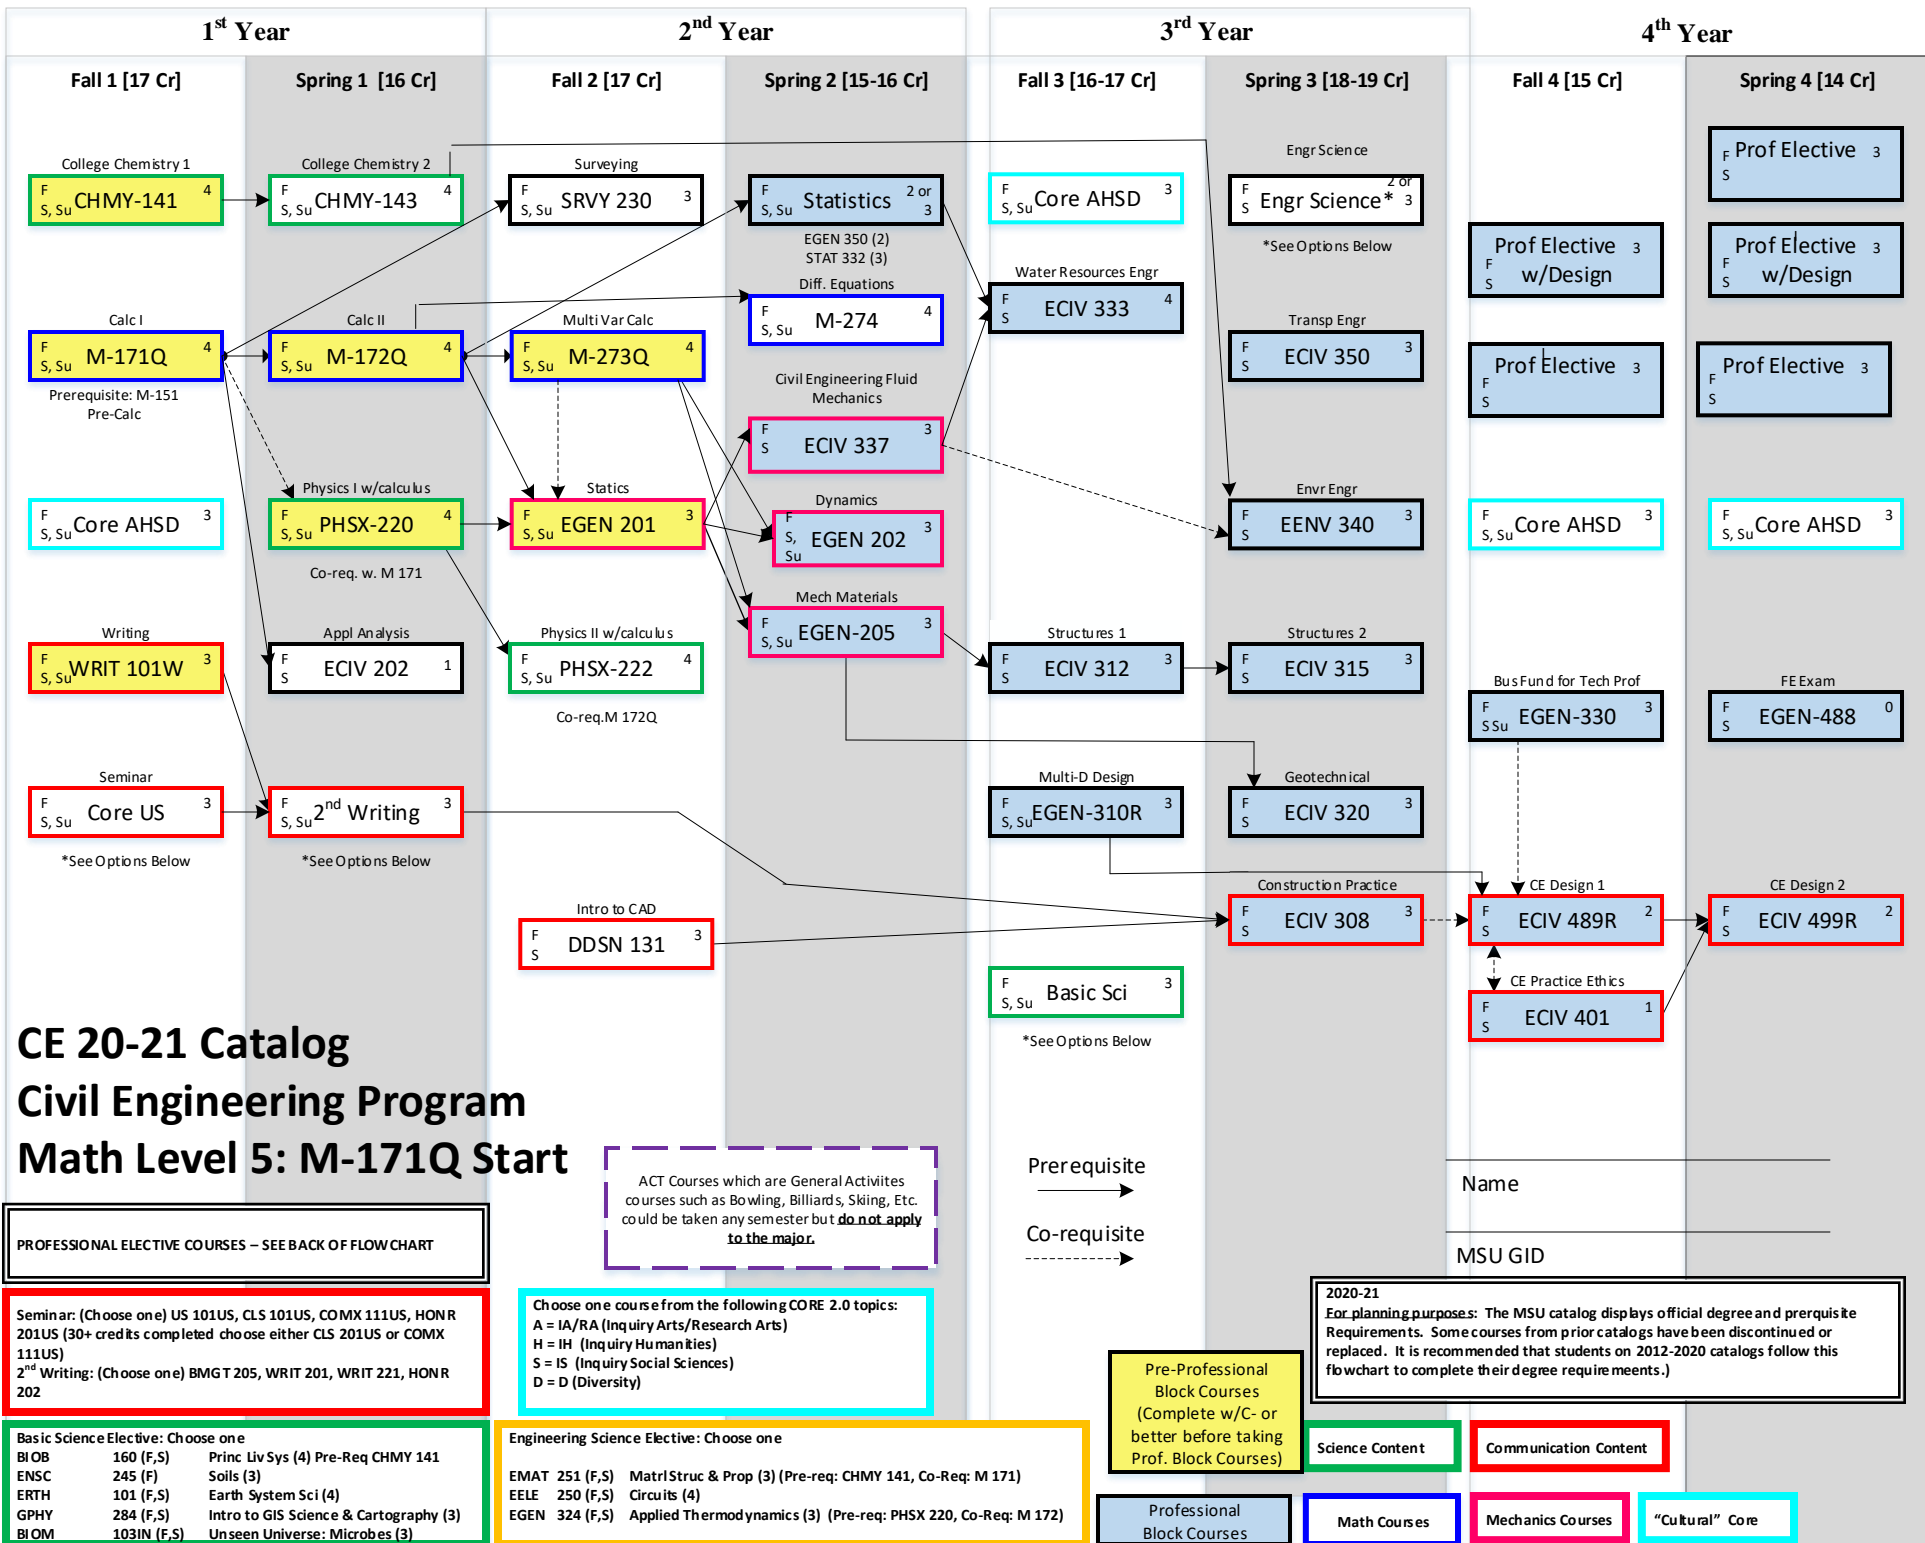 1st Year
2nd Year
3rd Year
4th Year
Fall 1 [17 Cr]
Spring 1 [16 Cr]
Fall 2 [17 Cr]
Spring 2 [15-16 Cr]
Fall 3 [16-17 Cr]
Spring 3 [18-19 Cr]
Fall 4 [15 Cr]
Spring 4 [14 Cr]
College Chemistry 1
F
S, Su
CHMY-141
4
Calc I
F
S, Su
M-171Q
4
Prerequisite: M-151
Pre-Calc
F
S, Su
Core AHSD
3
Writing
F
S, Su
WRIT 101W
3
Seminar
F
S, Su
Core US
3
*See Options Below
College Chemistry 2
F
S, Su
CHMY-143
4
Calc II
F
S, Su
M-172Q
4
Physics I w/calculus
F
S, Su
PHSX-220
4
Co-req. w. M 171
Appl Analysis
F
S
ECIV 202
1
F
S, Su
2nd Writing
3
*See Options Below
Surveying
F
S, Su
SRVY 230
3
Multi Var Calc
F
S, Su
M-273Q
4
Statics
F
S, Su
EGEN 201
3
Physics II w/calculus
F
S, Su
PHSX-222
4
Co-req.M 172Q
Intro to CAD
F
S
DDSN 131
3
F
S, Su
Statistics
2 or
3
EGEN 350 (2)
STAT 332 (3)
Diff. Equations
F
S, Su
M-274
4
Civil Engineering Fluid
Mechanics
F
S
ECIV 337
3
Dynamics
F
S,
Su
EGEN 202
3
Mech Materials
F
S, Su
EGEN-205
3
F
S, Su
Core AHSD
3
Water Resources Engr
F
S
ECIV 333
4
Structures 1
F
S
ECIV 312
3
Multi-D Design
F
S, Su
EGEN-310R
3
F
S, Su
Basic Sci
3
*See Options Below
Engr Science
F
S
Engr Science*
2 or
3
*See Options Below
Transp Engr
F
S
ECIV 350
3
Envr Engr
F
S
EENV 340
3
Structures 2
F
S
ECIV 315
3
Geotechnical
F
S
ECIV 320
3
Construction Practice
F
S
ECIV 308
3
Prof Elective
w/Design
3
F
S
Prof Elective
3
F
S
F
S, Su
Core AHSD
3
Bus Fund for Tech Prof
F
S Su
EGEN-330
3
CE Design 1
F
S
ECIV 489R
2
CE Practice Ethics
F
S
ECIV 401
1
Prof Elective
3
F
S
Prof Elective
w/Design
3
F
S
Prof Elective
3
F
S
F
S, Su
Core AHSD
3
FE Exam
F
S
EGEN-488
0
CE Design 2
F
S
ECIV 499R
2
CE 20-21 Catalog
Civil Engineering Program
Math Level 5: M-171Q Start
ACT Courses which are General Activiites
courses such as Bowling, Billiards, Skiing, Etc.
could be taken any semester but do not apply
to the major.
Prerequisite
Co-requisite
Name
MSU GID
PROFESSIONAL ELECTIVE COURSES – SEE BACK OF FLOWCHART
Seminar: (Choose one) US 101US, CLS 101US, COMX 111US, HONR
201US (30+ credits completed choose either CLS 201US or COMX
111US)
2nd Writing: (Choose one) BMGT 205, WRIT 201, WRIT 221, HONR
202
Choose one course from the following CORE 2.0 topics:
A = IA/RA (Inquiry Arts/Research Arts)
H = IH (Inquiry Humanities)
S = IS (Inquiry Social Sciences)
D = D (Diversity)
2020-21
For planning purposes: The MSU catalog displays official degree and prerquisite
Requirements. Some courses from prior catalogs have been discontinued or
replaced. It is recommended that students on 2012-2020 catalogs follow this
flowchart to complete their degree requirements.)
Basic Science Elective: Choose one
BIOB 160 (F,S) Princ Liv Sys (4) Pre-Req CHMY 141
ENSC 245 (F) Soils (3)
ERTH 101 (F,S) Earth System Sci (4)
GPHY 284 (F,S) Intro to GIS Science & Cartography (3)
BIOM 103IN (F,S) Unseen Universe: Microbes (3)
Engineering Science Elective: Choose one
EMAT 251 (F,S) Matrl Struc & Prop (3) (Pre-req: CHMY 141, Co-Req: M 171)
EELE 250 (F,S) Circuits (4)
EGEN 324 (F,S) Applied Thermodynamics (3) (Pre-req: PHSX 220, Co-Req: M 172)
Pre-Professional
Block Courses
(Complete w/C- or
better before taking
Prof. Block Courses)
Professional
Block Courses
Science Content
Communication Content
Math Courses
Mechanics Courses
“Cultural” Core